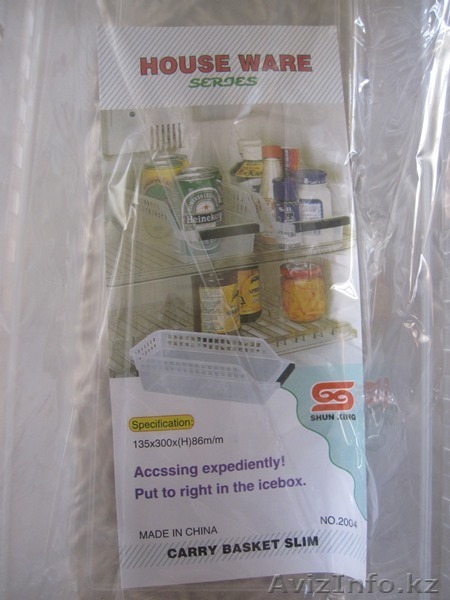 HOUSE WARE
SERIES
Heineken
Specification:
135x300x(H)86m/m
Accssing expediently!
Put to right in the icebox.
SHUN XING
NO.2004
MADE IN CHINA
CARRY BASKET SLIM
AvizInfo.kz